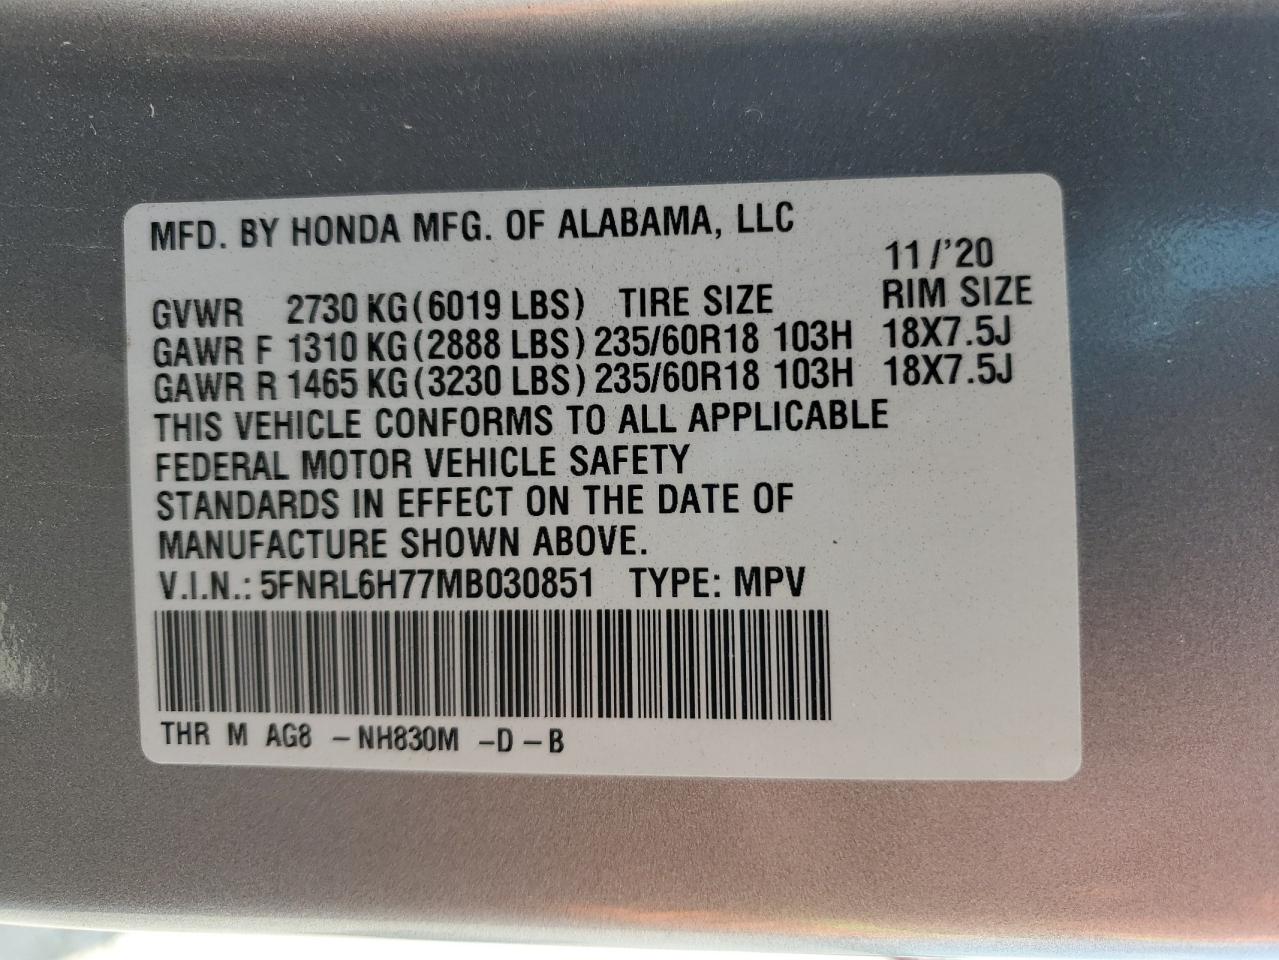 MFD. BY HONDA MFG. OF ALABAMA, LLC
11/'20
GVWR 2730 KG(6019 LBS) TIRE SIZE RIM SIZE
GAWR F 1310 KG(2888 LBS) 235/60R18 103H 18X7.5J
GAWR R 1465 KG(3230 LBS) 235/60R18 103H 18X7.5J
THIS VEHICLE CONFORMS TO ALL APPLICABLE
FEDERAL MOTOR VEHICLE SAFETY
STANDARDS IN EFFECT ON THE DATE OF
MANUFACTURE SHOWN ABOVE.
V.I.N.: 5FNRL6H77MB030851 TYPE: MPV
THR M AG8 -NH830M -D -B